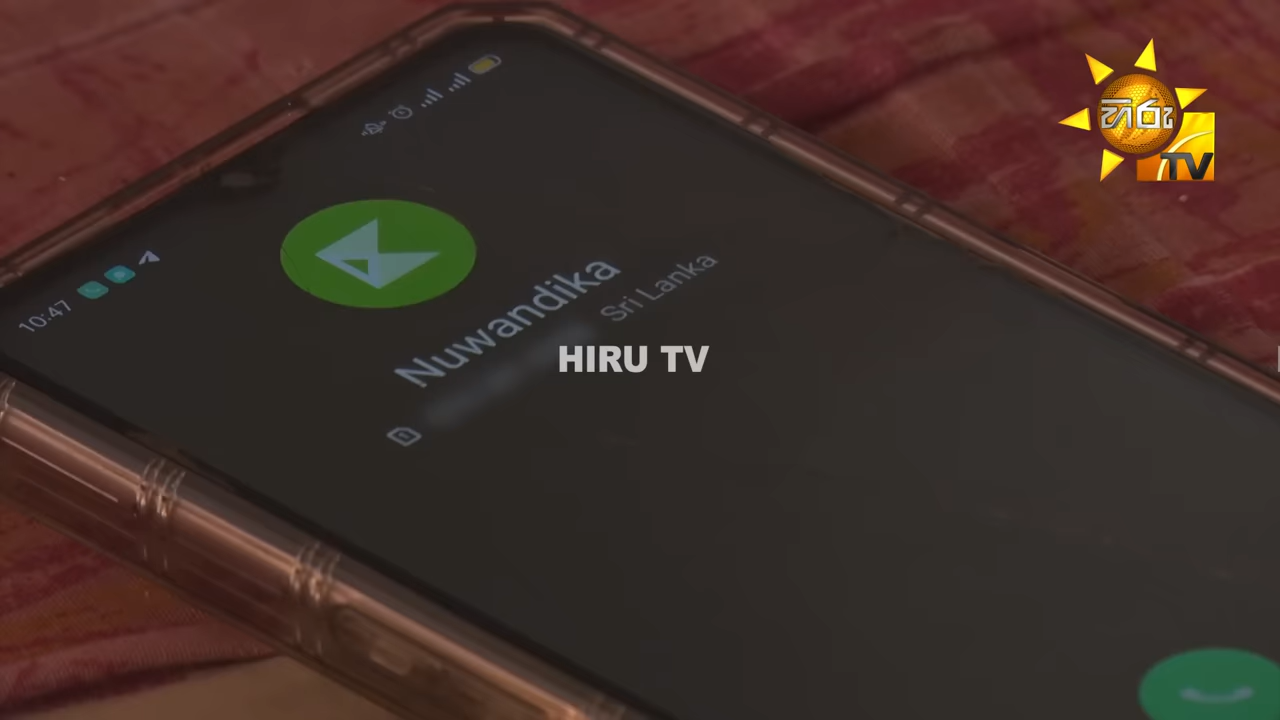 හිරු
TV
10:47
Nuwandika
Sri Lanka
HIRU TV